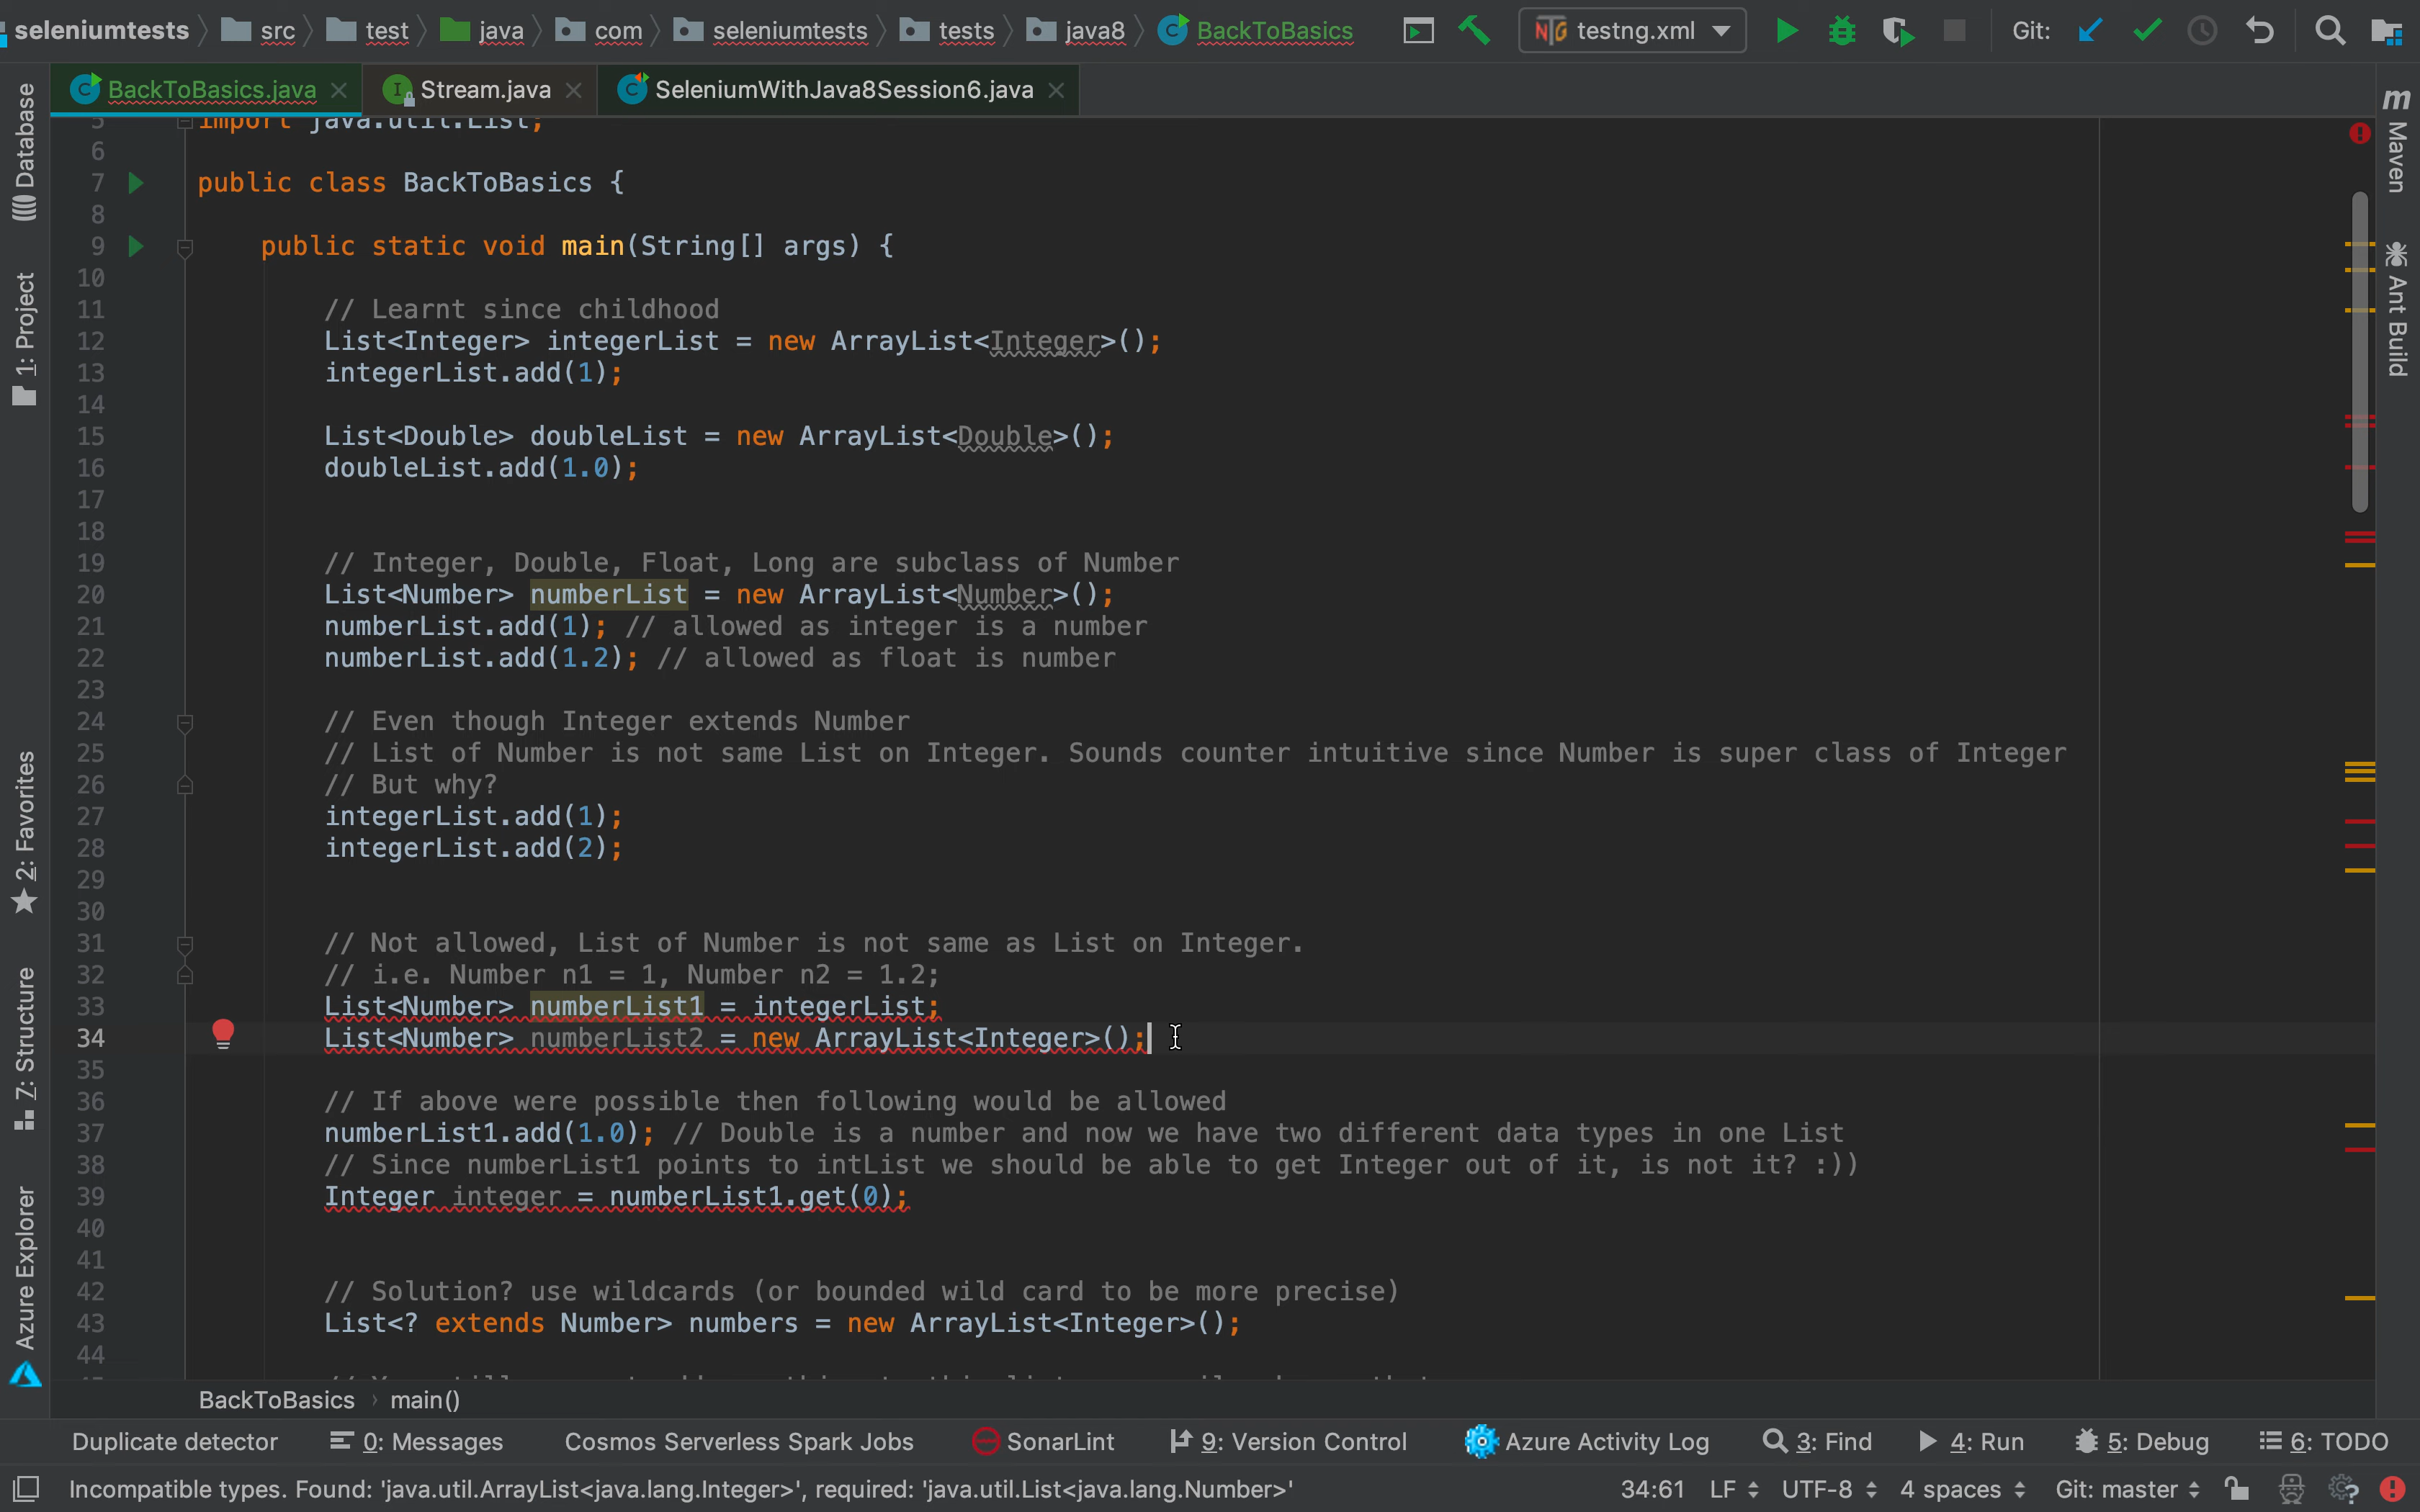 seleniumtests src test java com seleniumtests tests java8 BackToBasics testng.xml Git:
BackToBasics.java Stream.java SeleniumWithJava8Session6.java
Database
1: Project
2: Favorites
7: Structure
Azure Explorer
m Maven
Ant Build
5 import java.util.List;
6
7 public class BackToBasics {
8
9 public static void main(String[] args) {
10
11 // Learnt since childhood
12 List<Integer> integerList = new ArrayList<Integer>();
13 integerList.add(1);
14
15 List<Double> doubleList = new ArrayList<Double>();
16 doubleList.add(1.0);
17
18
19 // Integer, Double, Float, Long are subclass of Number
20 List<Number> numberList = new ArrayList<Number>();
21 numberList.add(1); // allowed as integer is a number
22 numberList.add(1.2); // allowed as float is number
23
24 // Even though Integer extends Number
25 // List of Number is not same List on Integer. Sounds counter intuitive since Number is super class of Integer
26 // But why?
27 integerList.add(1);
28 integerList.add(2);
29
30
31 // Not allowed, List of Number is not same as List on Integer.
32 // i.e. Number n1 = 1, Number n2 = 1.2;
33 List<Number> numberList1 = integerList;
34 List<Number> numberList2 = new ArrayList<Integer>();
35
36 // If above were possible then following would be allowed
37 numberList1.add(1.0); // Double is a number and now we have two different data types in one List
38 // Since numberList1 points to intList we should be able to get Integer out of it, is not it? :))
39 Integer integer = numberList1.get(0);
40
41
42 // Solution? use wildcards (or bounded wild card to be more precise)
43 List<? extends Number> numbers = new ArrayList<Integer>();
44
BackToBasics main()
Duplicate detector 0: Messages Cosmos Serverless Spark Jobs SonarLint 9: Version Control Azure Activity Log 3: Find 4: Run 5: Debug 6: TODO
Incompatible types. Found: 'java.util.ArrayList<java.lang.Integer>', required: 'java.util.List<java.lang.Number>' 34:61 LF UTF-8 4 spaces Git: master